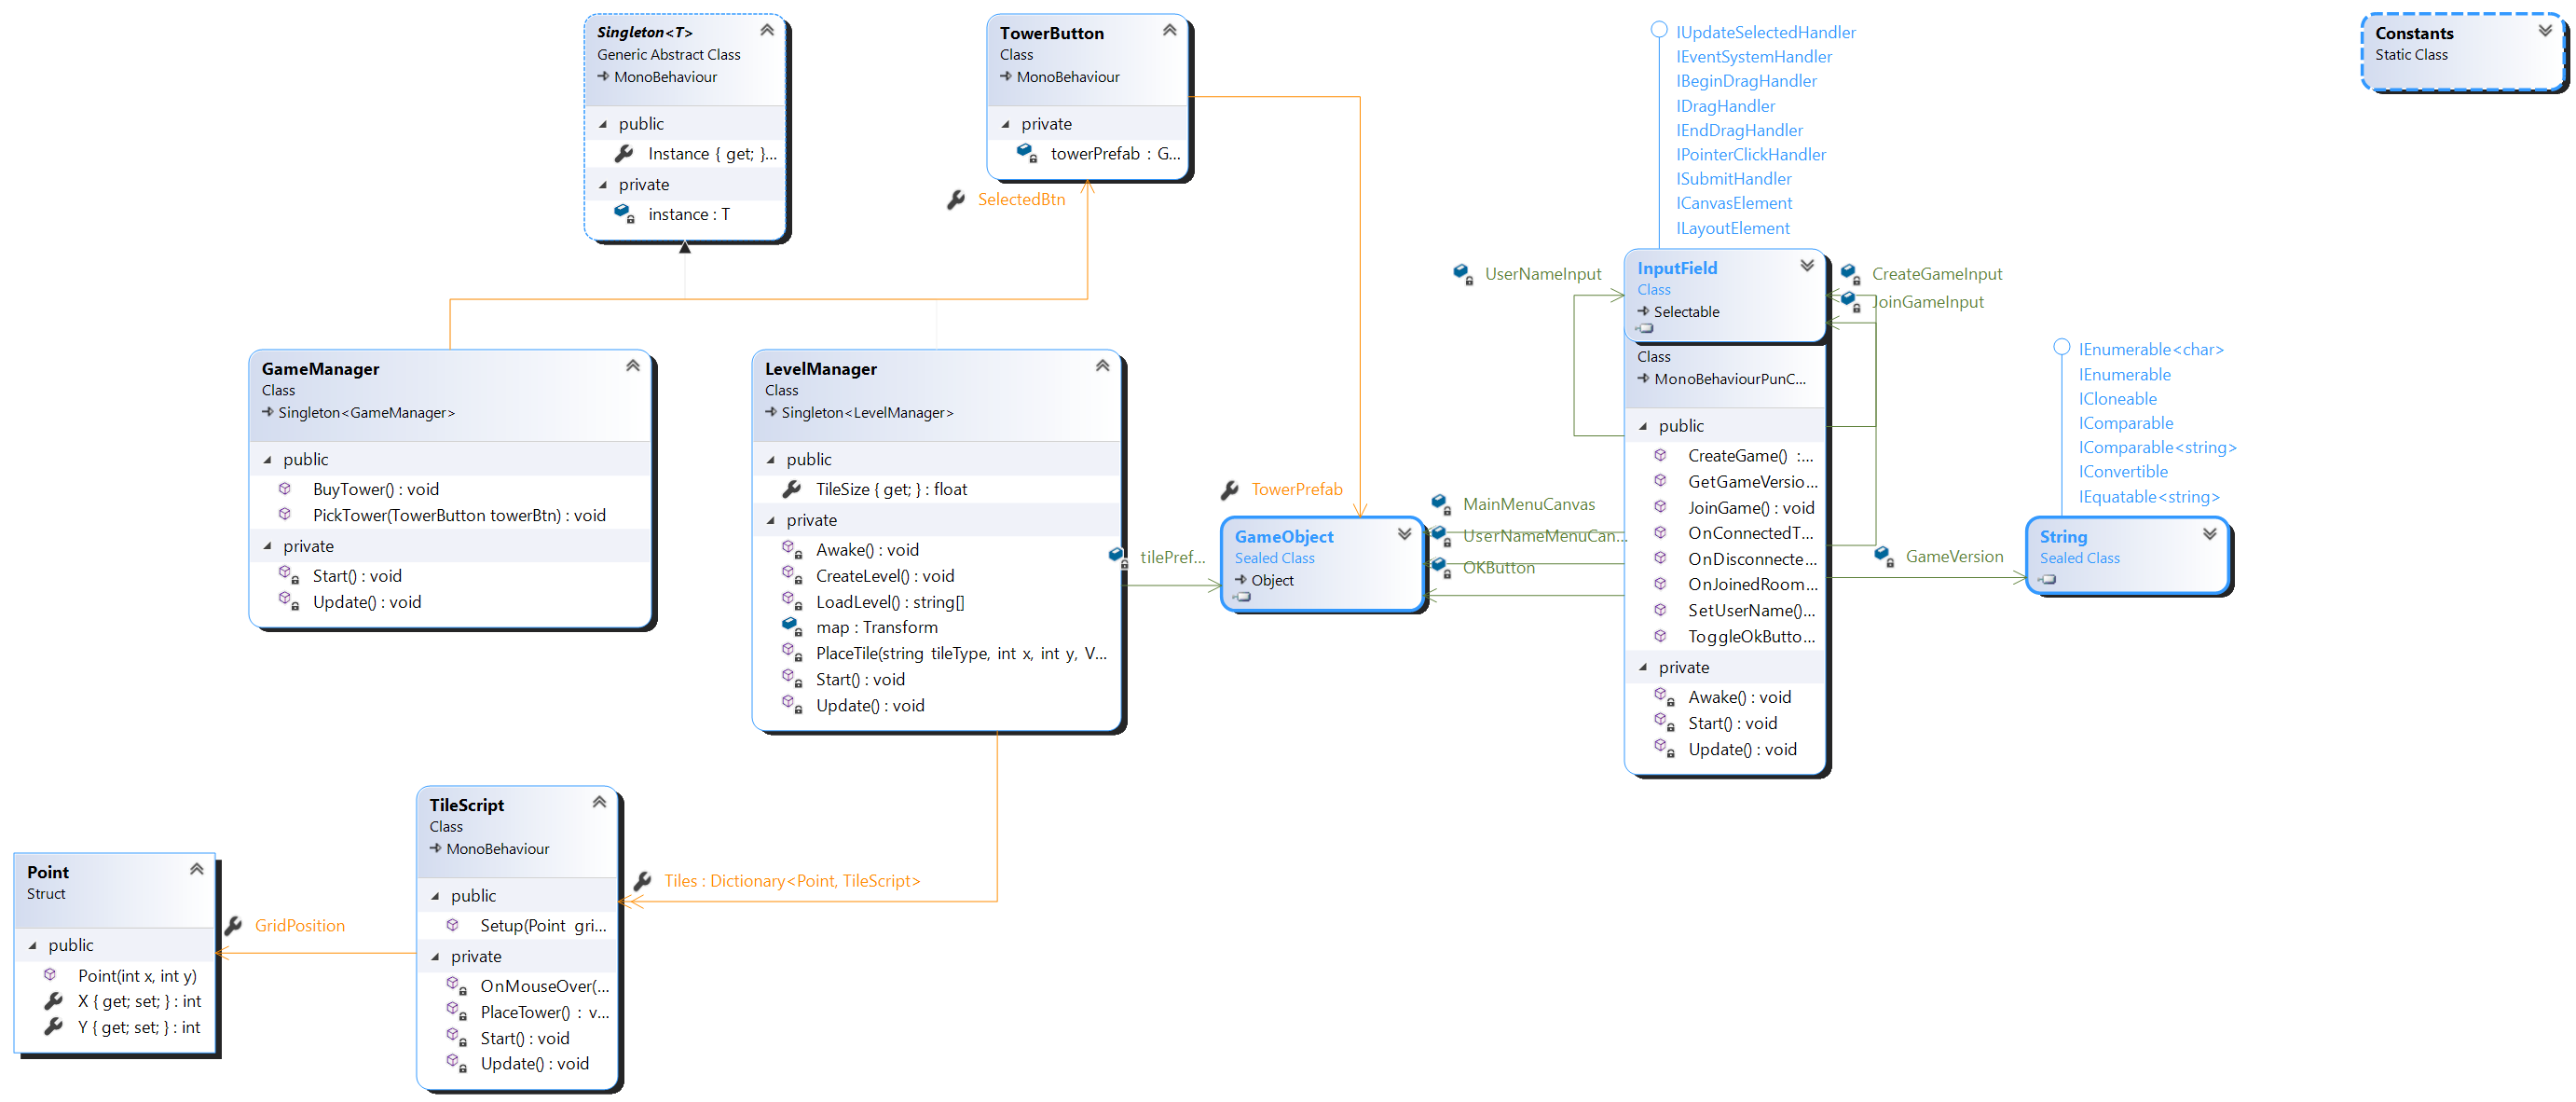 Singleton<T>
Generic Abstract Class
MonoBehaviour
public
Instance { get; }...
private
instance : T
TowerButton
Class
MonoBehaviour
private
towerPrefab : G...
SelectedBtn
IUpdateSelectedHandler
IEventSystemHandler
IBeginDragHandler
IDragHandler
IEndDragHandler
IPointerClickHandler
ISubmitHandler
ICanvasElement
ILayoutElement
Constants
Static Class
UserNameInput
InputField
Class
Selectable
CreateGameInput
JoinGameInput
Class
MonoBehaviourPunC...
public
CreateGame() :...
GetGameVersio...
JoinGame() : void
OnConnectedT...
OnDisconnecte...
OnJoinedRoom...
SetUserName()...
ToggleOkButto...
private
Awake() : void
Start() : void
Update() : void
GameManager
Class
Singleton<GameManager>
public
BuyTower() : void
PickTower(TowerButton towerBtn) : void
private
Start() : void
Update() : void
LevelManager
Class
Singleton<LevelManager>
public
TileSize { get; } : float
private
Awake() : void
CreateLevel() : void
LoadLevel() : string[]
map : Transform
PlaceTile(string tileType, int x, int y, V...
Start() : void
Update() : void
tilePref...
TowerPrefab
GameObject
Sealed Class
Object
MainMenuCanvas
UserNameMenuCan...
OKButton
GameVersion
IEnumerable<char>
IEnumerable
ICloneable
IComparable
IComparable<string>
IConvertible
IEquatable<string>
String
Sealed Class
TileScript
Class
MonoBehaviour
public
Setup(Point gri...
private
OnMouseOver(...
PlaceTower() : v...
Start() : void
Update() : void
Tiles : Dictionary<Point, TileScript>
GridPosition
Point
Struct
public
Point(int x, int y)
X { get; set; } : int
Y { get; set; } : int